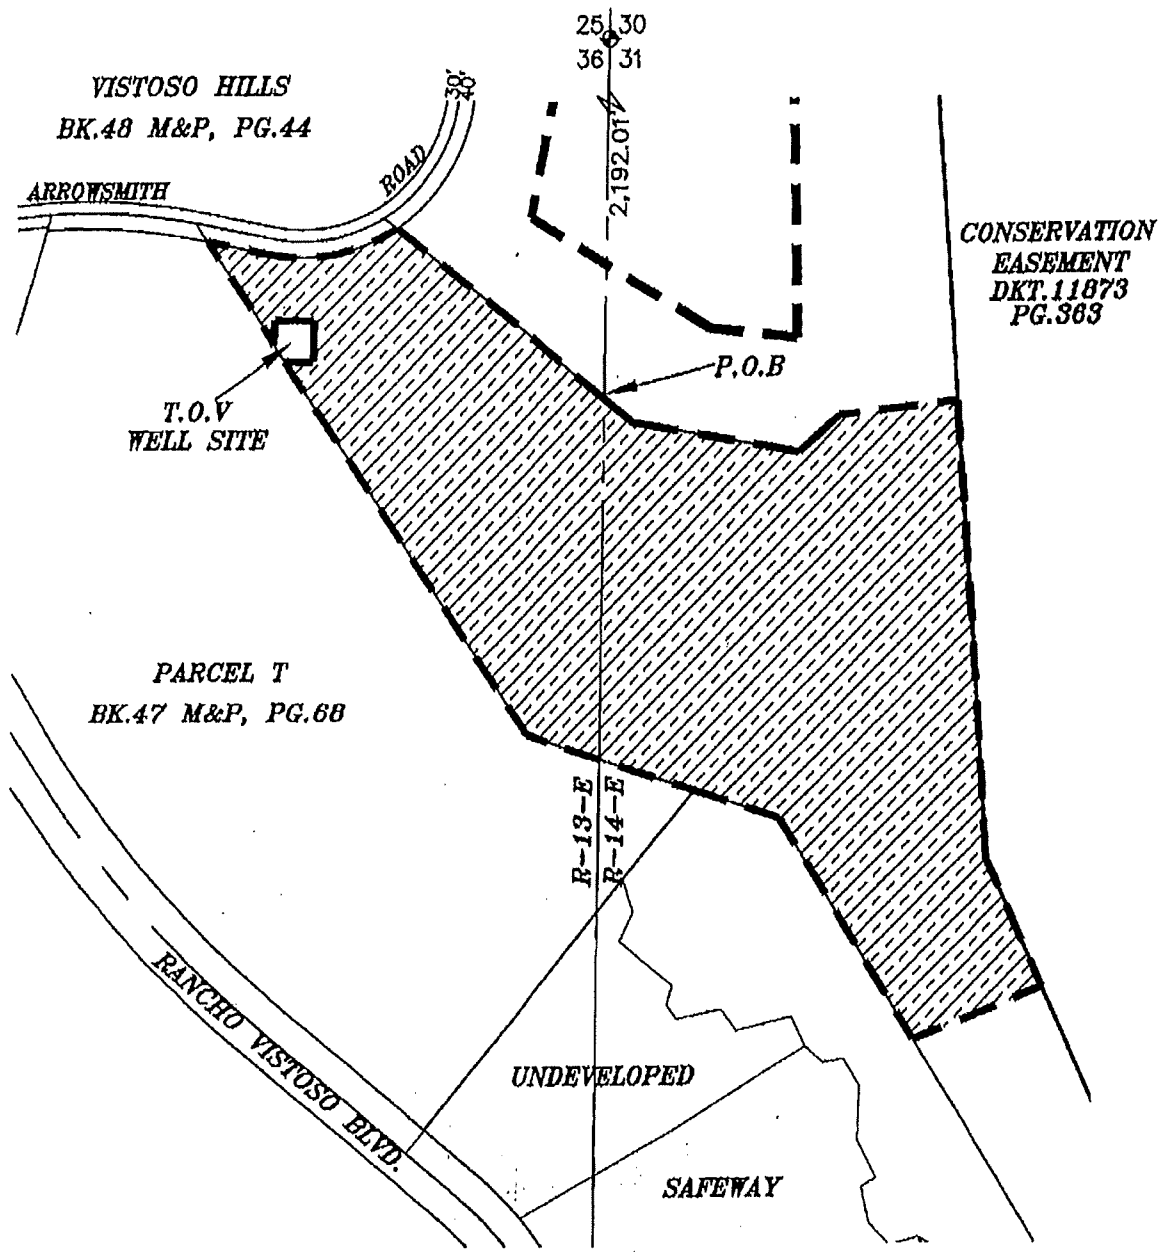 25 30
36 31
VISTOSO HILLS
BK.48 M&P, PG.44
30'
40'
ARROWSMITH
ROAD
2,192.01'
CONSERVATION
EASEMENT
DKT.11873
PG.363
P.O.B
T.O.V
WELL SITE
PARCEL T
BK.47 M&P, PG.68
R-13-E
R-14-E
RANCHO VISTOSO BLVD.
UNDEVELOPED
SAFEWAY